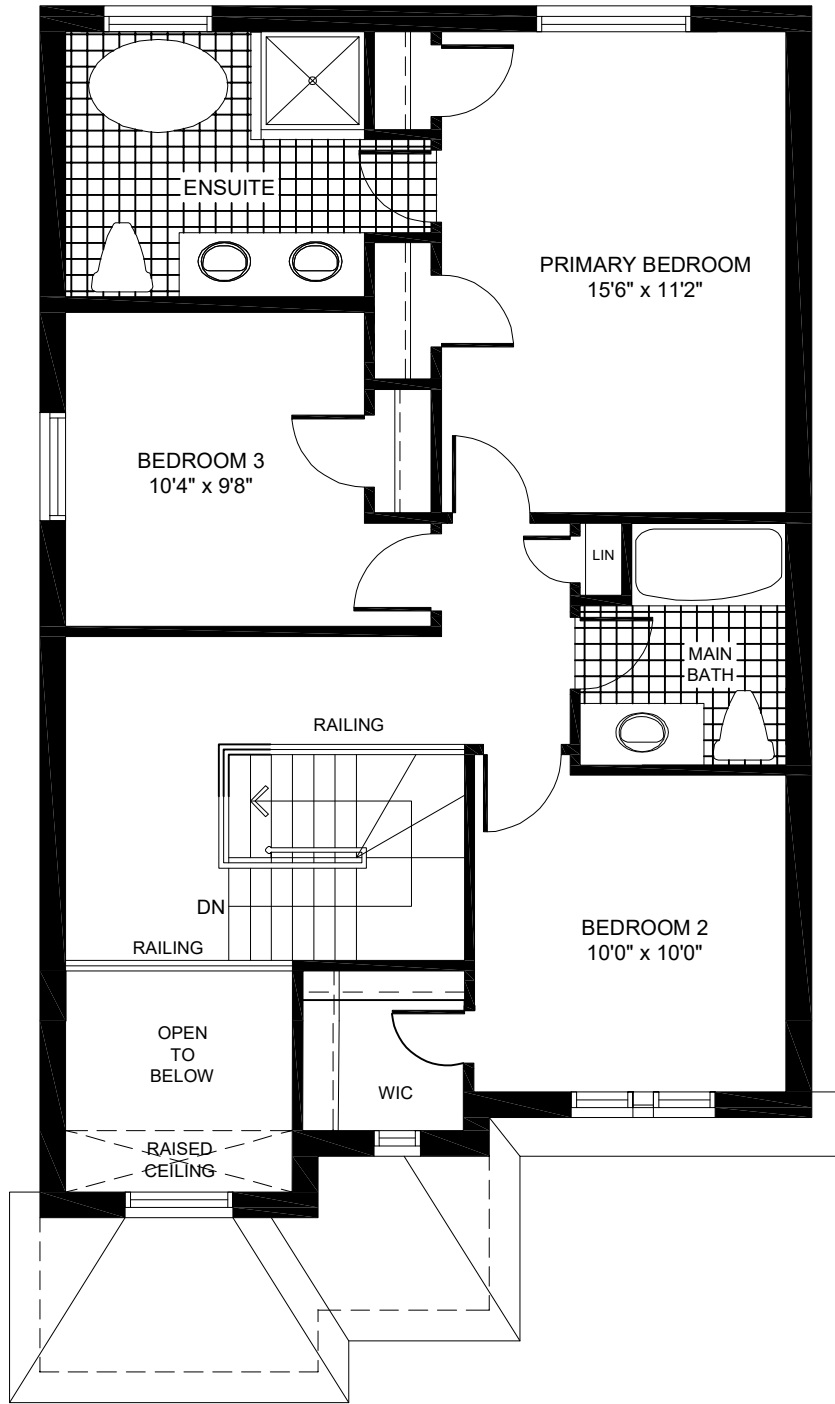 ENSUITE
PRIMARY BEDROOM
15'6" x 11'2"
BEDROOM 3
10'4" x 9'8"
LIN
MAIN
BATH
RAILING
DN
RAILING
BEDROOM 2
10'0" x 10'0"
OPEN
TO
BELOW
WIC
RAISED
CEILING